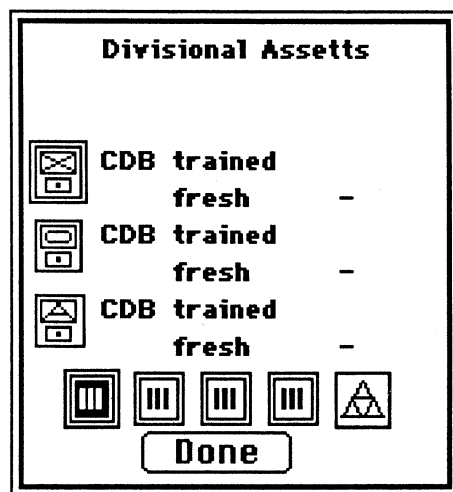 Divisional Assetts
CDB trained
fresh -
CDB trained
fresh -
CDB trained
fresh -
Done